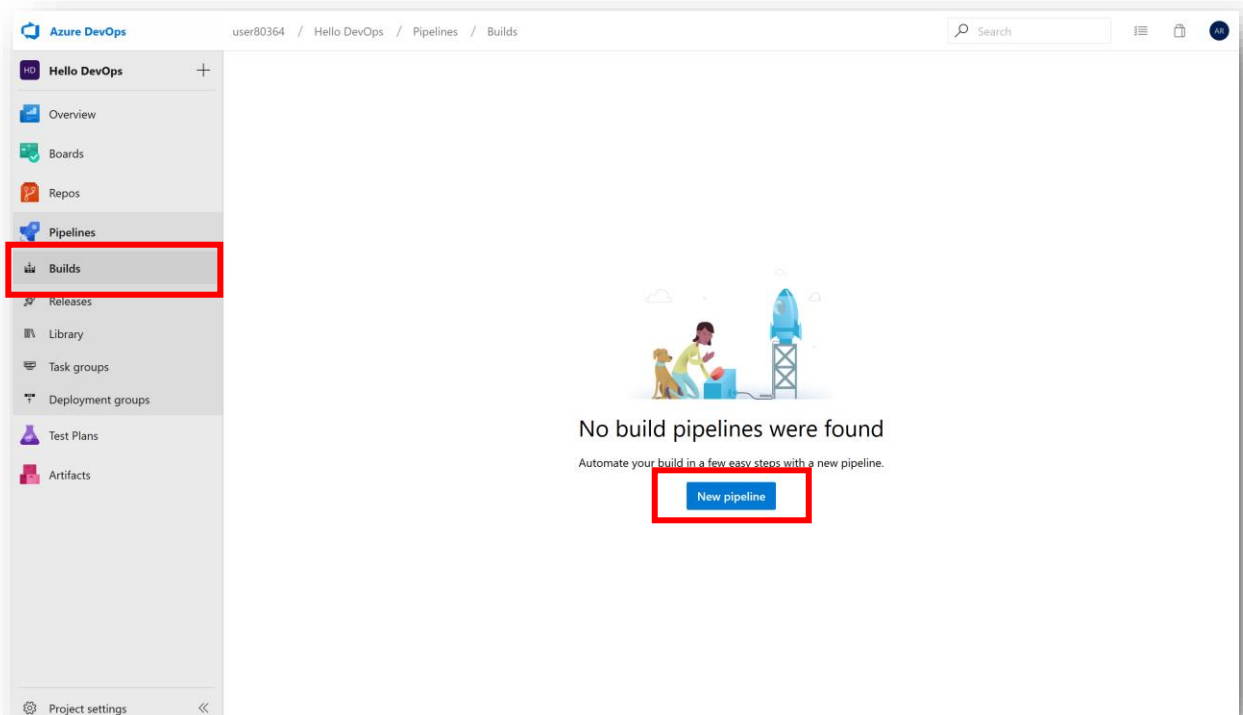 Azure DevOps
user80364 / Hello DevOps / Pipelines / Builds
Search
AR
HD Hello DevOps
Overview
Boards
Repos
Pipelines
Builds
Releases
Library
Task groups
Deployment groups
Test Plans
Artifacts
No build pipelines were found
Automate your build in a few easy steps with a new pipeline.
New pipeline
Project settings